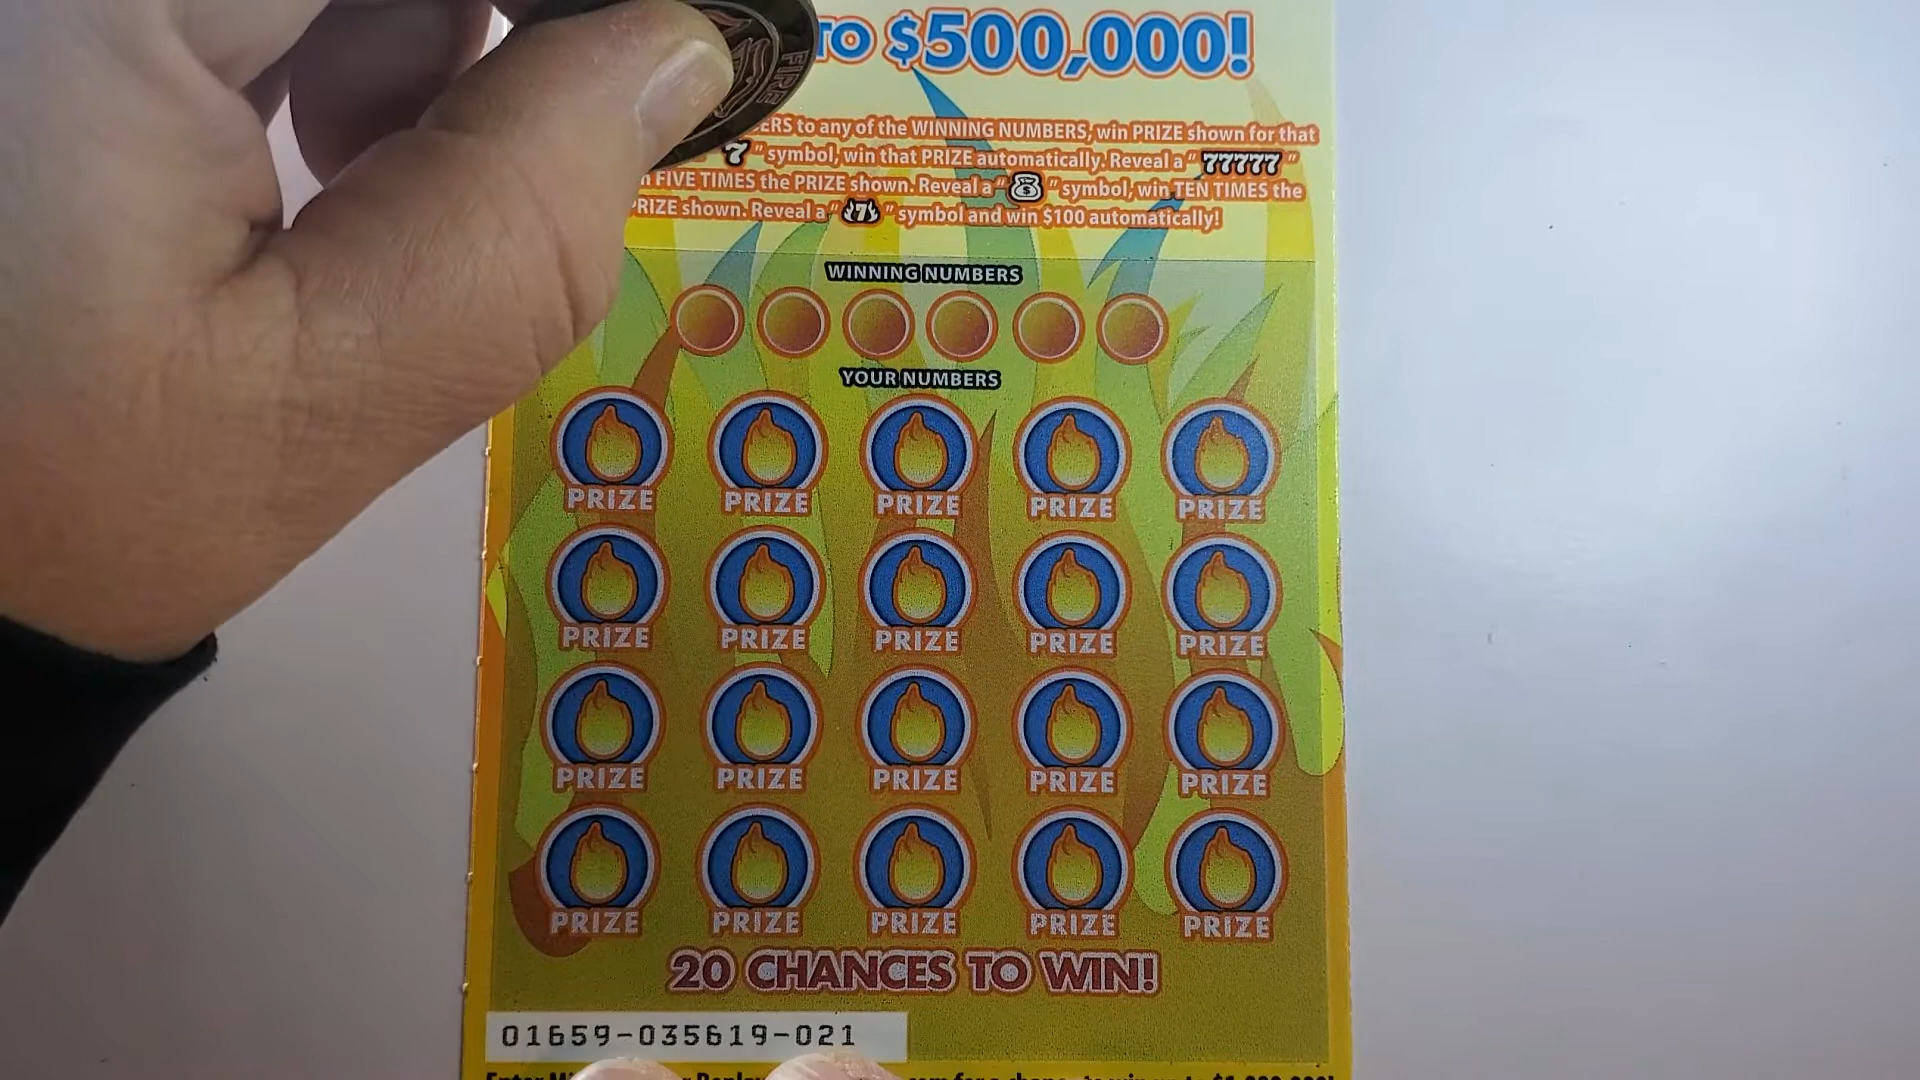 TO $500,000!
FIRE
to any of the WINNING NUMBERS, win PRIZE shown for that
"7" symbol, win that PRIZE automatically. Reveal a "77777"
FIVE TIMES the PRIZE shown. Reveal a "$" symbol, win TEN TIMES the
PRIZE shown. Reveal a "7" symbol and win $100 automatically!
WINNING NUMBERS
YOUR NUMBERS
PRIZE PRIZE PRIZE PRIZE PRIZE
PRIZE PRIZE PRIZE PRIZE PRIZE
PRIZE PRIZE PRIZE PRIZE PRIZE
PRIZE PRIZE PRIZE PRIZE PRIZE
20 CHANCES TO WIN!
01659-035619-021